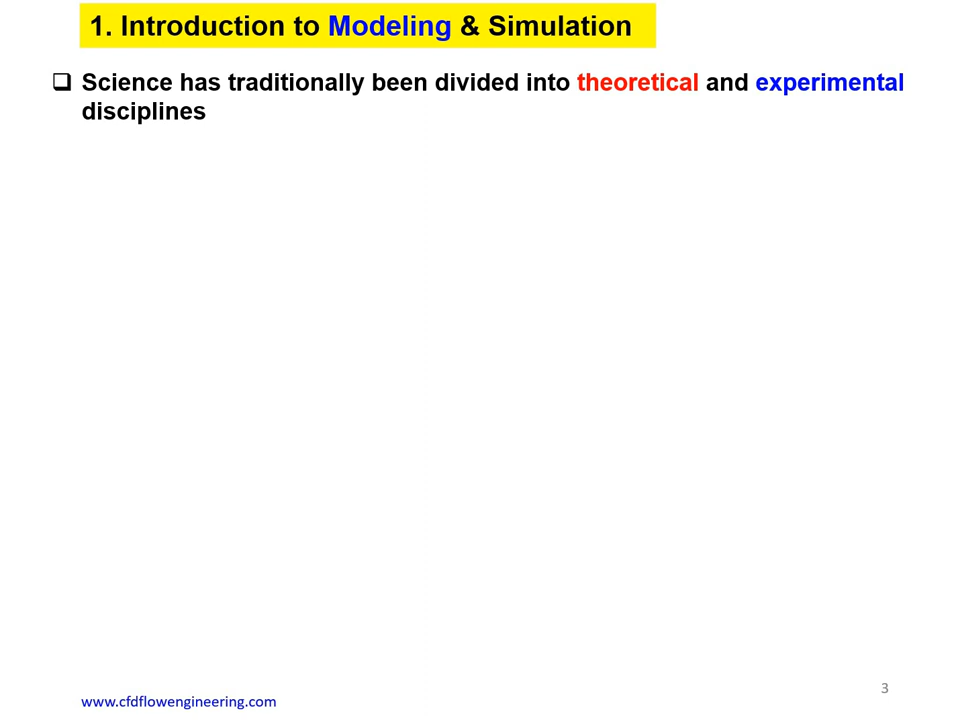 1. Introduction to Modeling & Simulation
❑ Science has traditionally been divided into theoretical and experimental
disciplines
3
www.cfdflowengineering.com